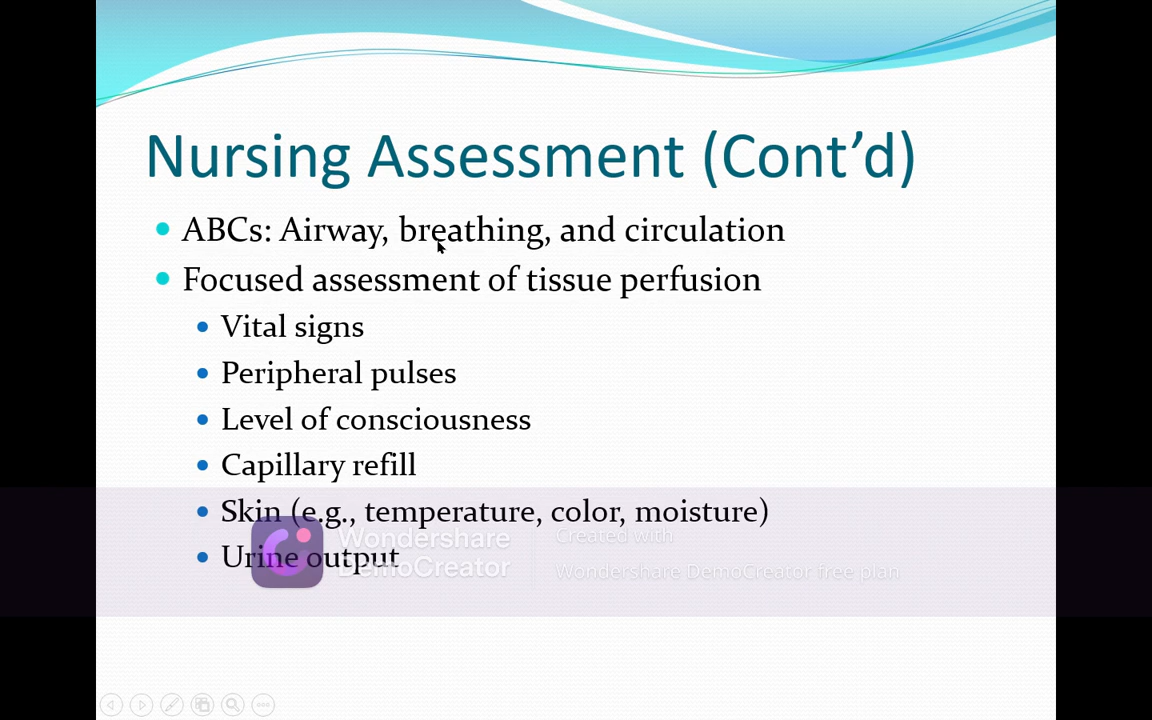 Nursing Assessment (Cont’d)
ABCs: Airway, breathing, and circulation
Focused assessment of tissue perfusion
Vital signs
Peripheral pulses
Level of consciousness
Capillary refill
Skin (e.g., temperature, color, moisture)
Urine output
Wondershare
DemoCreator
Created with
Wondershare DemoCreator free plan